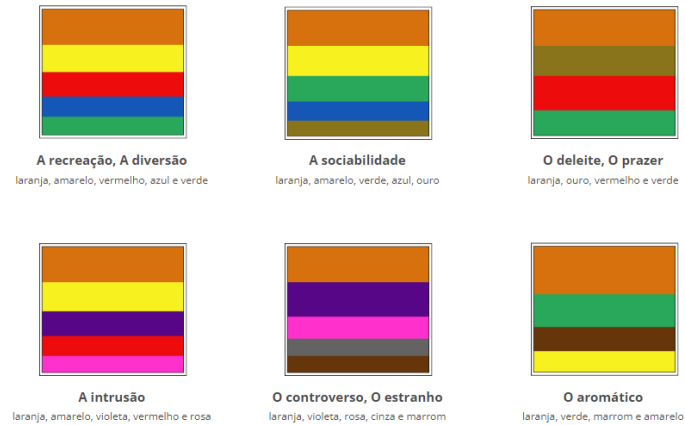 A recreação, A diversão
laranja, amarelo, vermelho, azul e verde
A sociabilidade
laranja, amarelo, verde, azul, ouro
O deleite, O prazer
laranja, ouro, vermelho e verde
A intrusão
laranja, amarelo, violeta, vermelho e rosa
O controverso, O estranho
laranja, violeta, rosa, cinza e marrom
O aromático
laranja, verde, marrom e amarelo